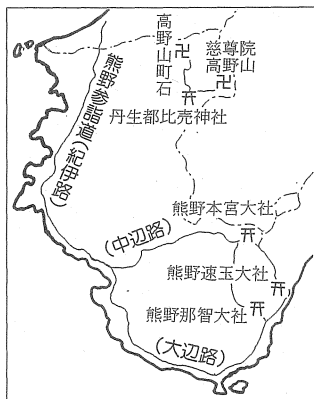 高野山町石
慈尊院
高野山
丹生都比売神社
熊野参詣道(紀伊路)
熊野本宮大社
(中辺路)
熊野速玉大社
熊野那智大社
(大辺路)